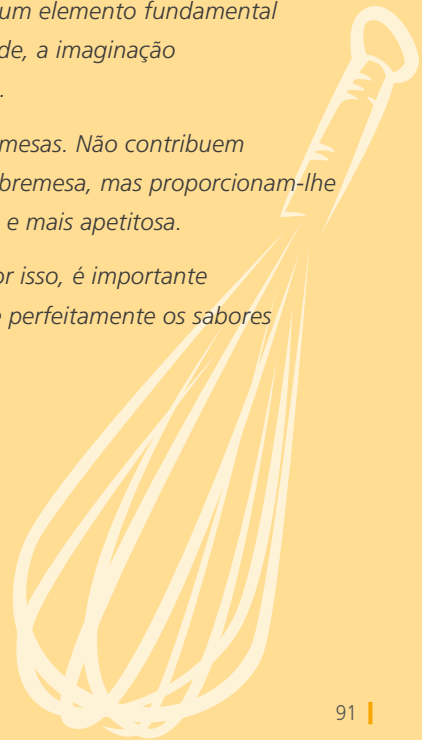 um elemento fundamental
de, a imaginação
.
mesas. Não contribuem
bremesa, mas proporcionam-lhe
e mais apetitosa.
or isso, é importante
e perfeitamente os sabores
91